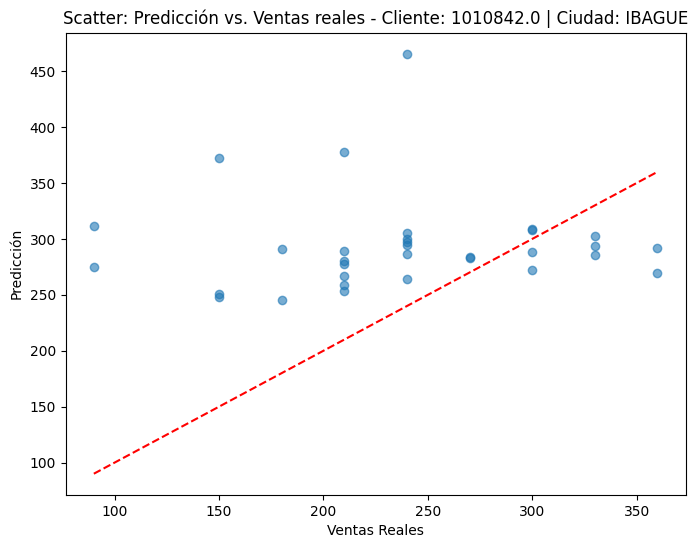 Scatter: Predicción vs. Ventas reales - Cliente: 1010842.0 | Ciudad: IBAGUE
450
400
350
300
250
200
150
100
Predicción
100 150 200 250 300 350
Ventas Reales